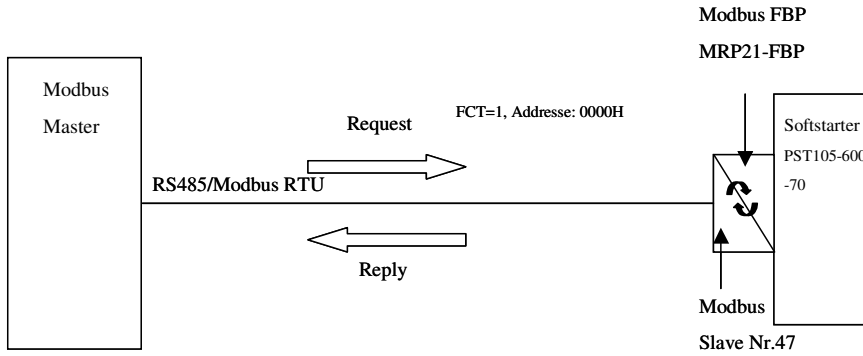 Modbus FBP
MRP21-FBP
Modbus
Master
Request
FCT=1, Addresse: 0000H
Softstarter
PST105-600
-70
RS485/Modbus RTU
Reply
Modbus
Slave Nr.47